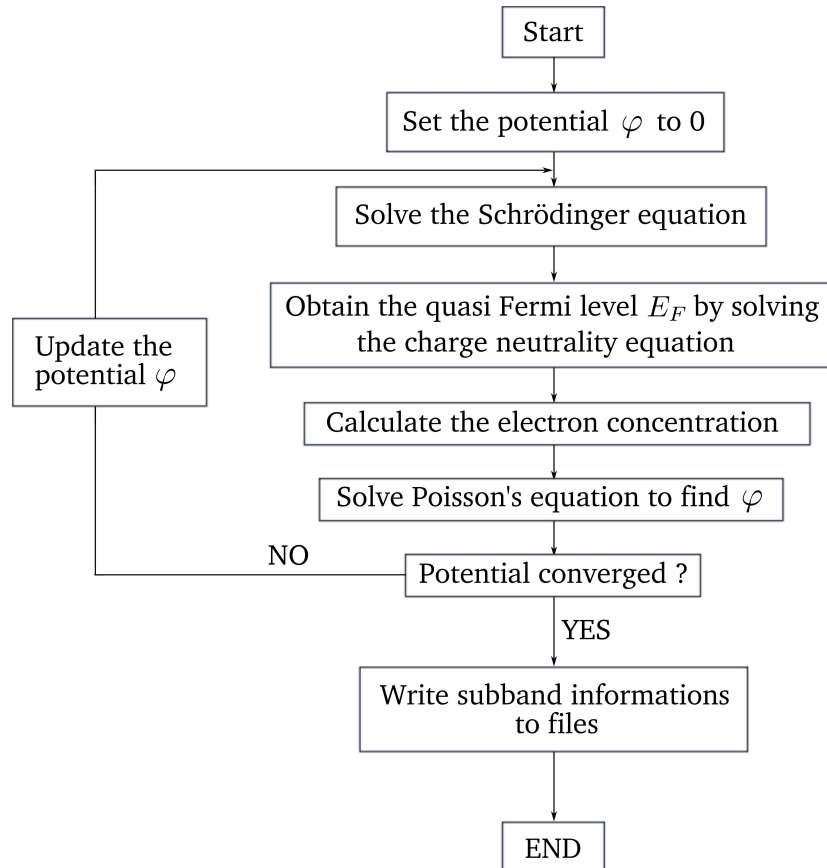 Start
Set the potential φ to 0
Solve the Schrödinger equation
Obtain the quasi Fermi level E_F by solving
the charge neutrality equation
Update the
potential φ
Calculate the electron concentration
Solve Poisson's equation to find φ
NO
Potential converged ?
YES
Write subband informations
to files
END